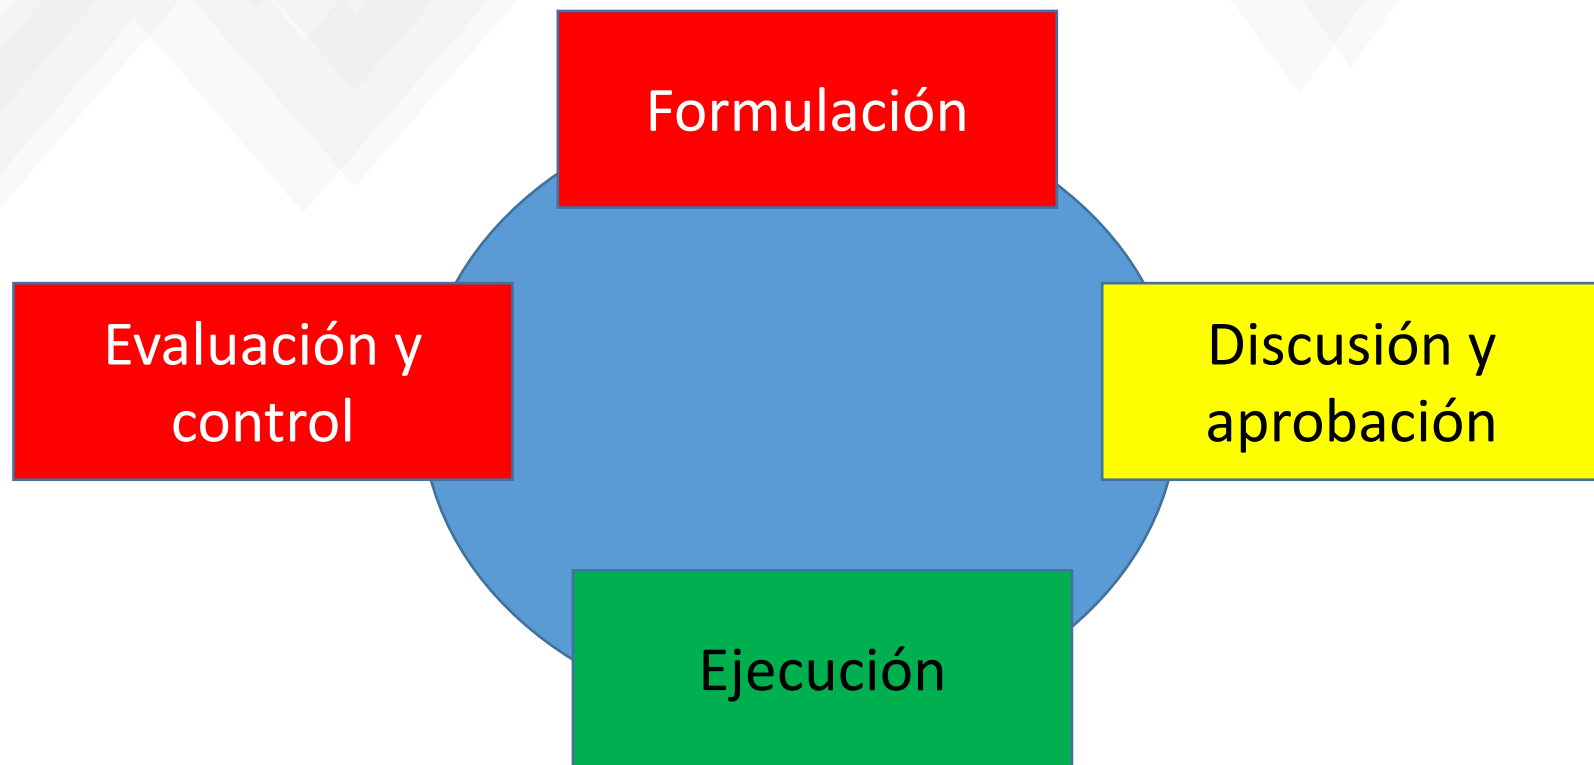 Formulación
Evaluación y
control
Discusión y
aprobación
Ejecución